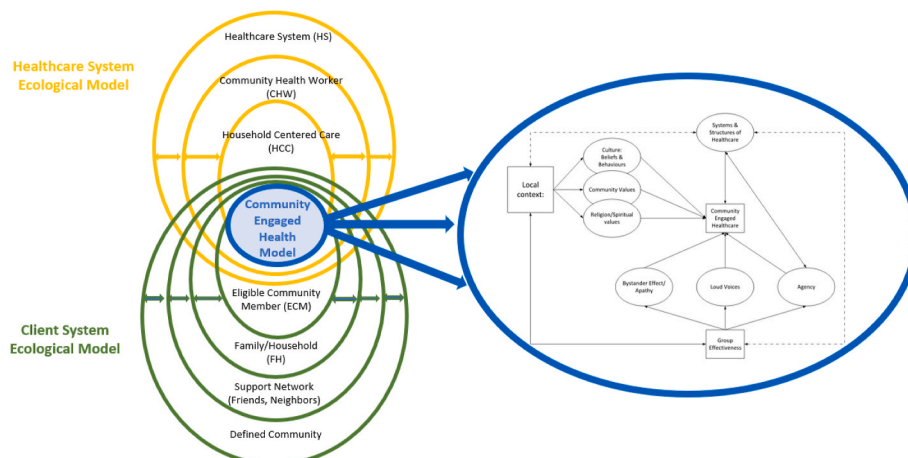 Healthcare System (HS)
Healthcare System
Ecological Model
Community Health Worker
(CHW)
Household Centered Care
(HCC)
Community
Engaged
Health
Model
Eligible Community
Member (ECM)
Client System
Ecological Model
Family/Household
(FH)
Support Network
(Friends, Neighbors)
Defined Community
Systems &
Structures of
Healthcare
Culture:
Beliefs &
Behaviours
Local
context:
Community Values
Religion/Spiritual
values
Community
Engaged
Healthcare
Bystander Effect/
Apathy
Loud Voices
Agency
Group
Effectiveness